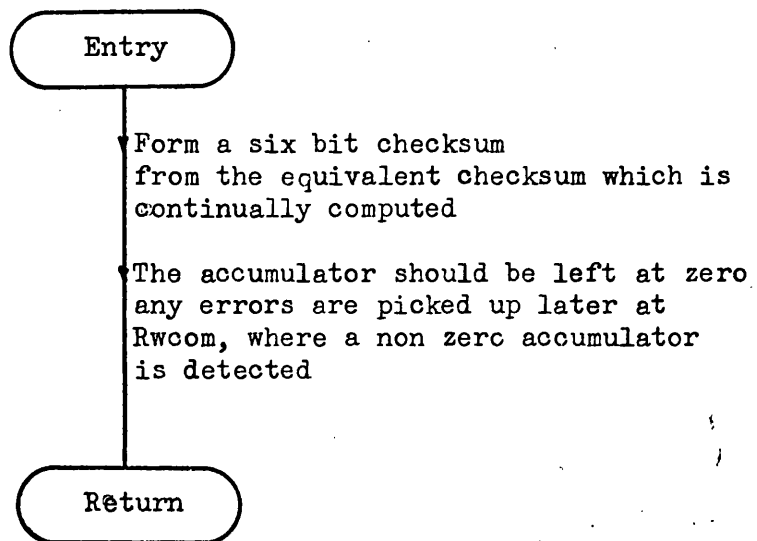 Entry
Form a six bit checksum
from the equivalent checksum which is
continually computed
The accumulator should be left at zero
any errors are picked up later at
Rwcom, where a non zero accumulator
is detected
Return